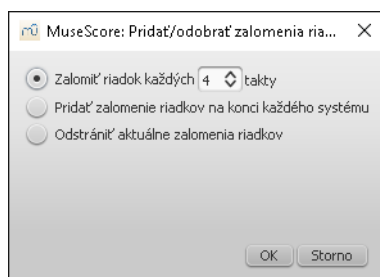 MuseScore: Pridať/odobrať zalomenia ria...
Zalomiť riadok každých 4 takty
Pridať zalomenie riadkov na konci každého systému
Odstrániť aktuálne zalomenia riadkov
OK Storno